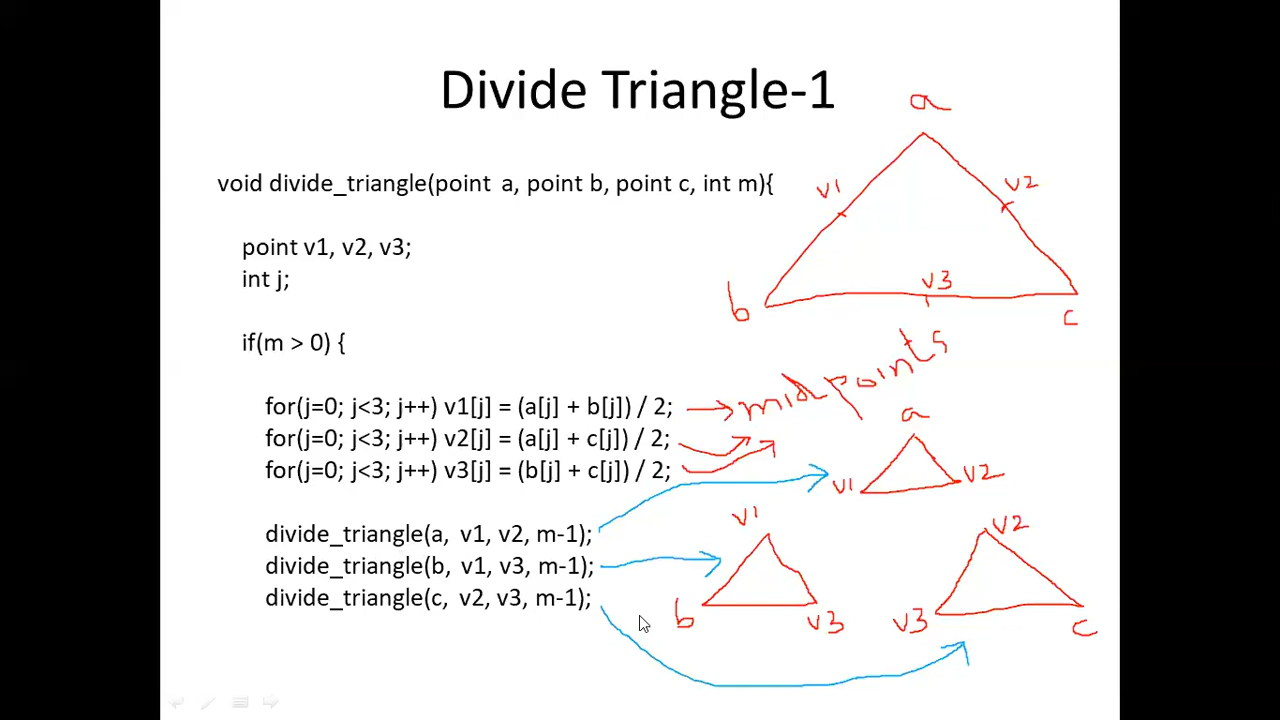 Divide Triangle-1
void divide_triangle(point a, point b, point c, int m){
point v1, v2, v3;
int j;
if(m > 0) {
for(j=0; j<3; j++) v1[j] = (a[j] + b[j]) / 2;
for(j=0; j<3; j++) v2[j] = (a[j] + c[j]) / 2;
for(j=0; j<3; j++) v3[j] = (b[j] + c[j]) / 2;
divide_triangle(a, v1, v2, m-1);
divide_triangle(b, v1, v3, m-1);
divide_triangle(c, v2, v3, m-1);
a
v1
v2
v3
b
c
midpoints
a
v1
v2
v1
b
v3
v2
v3
c